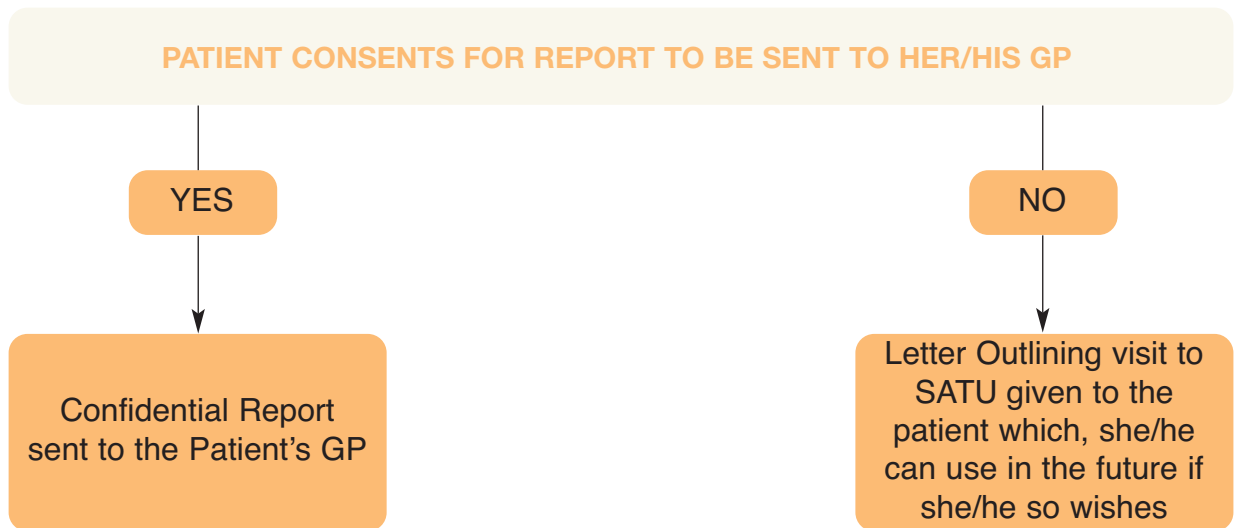 PATIENT CONSENTS FOR REPORT TO BE SENT TO HER/HIS GP
YES
NO
Confidential Report
sent to the Patient's GP
Letter Outlining visit to
SATU given to the
patient which, she/he
can use in the future if
she/he so wishes